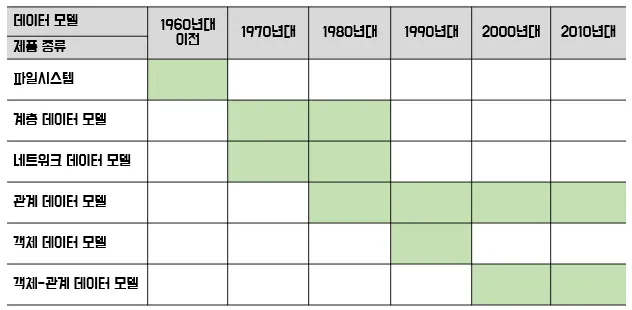 데이터 모델
제품 종류
1960년대
이전
1970년대
1980년대
1990년대
2000년대
2010년대
파일시스템
계층 데이터 모델
네트워크 데이터 모델
관계 데이터 모델
객체 데이터 모델
객체-관계 데이터 모델